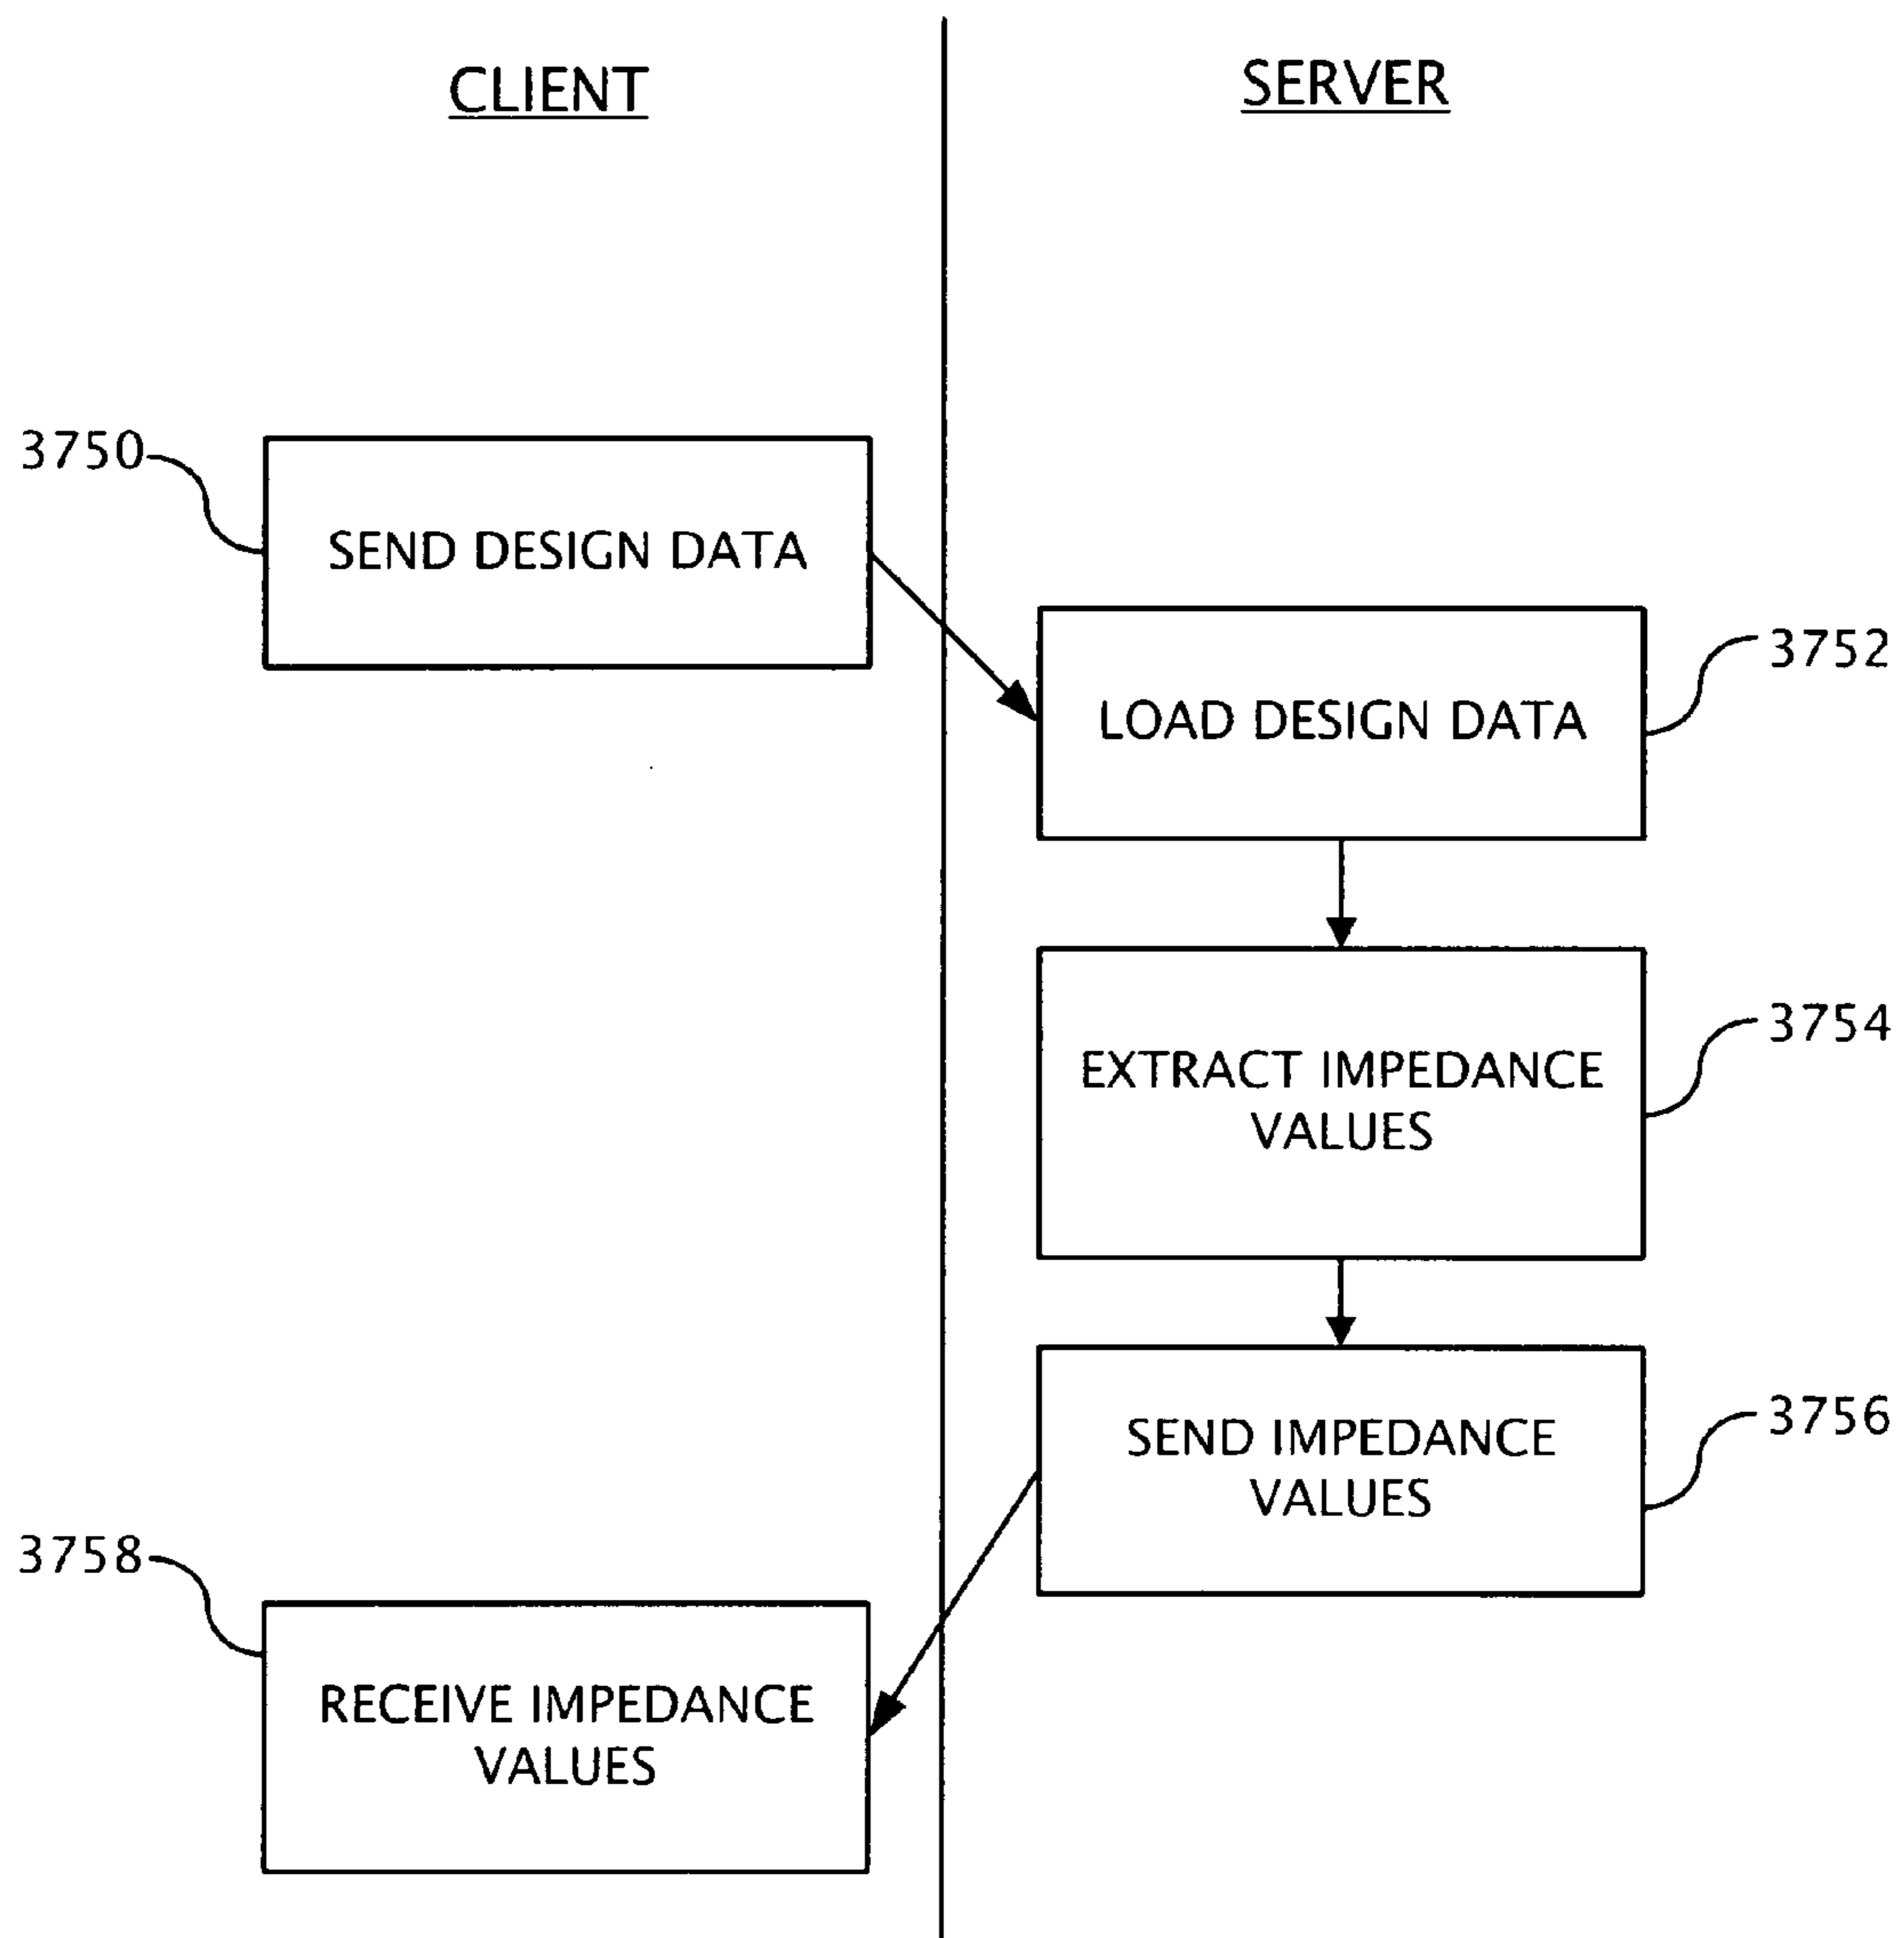 CLIENT
SERVER
3750
SEND DESIGN DATA
3752
LOAD DESIGN DATA
3754
EXTRACT IMPEDANCE
VALUES
3756
SEND IMPEDANCE
VALUES
3758
RECEIVE IMPEDANCE
VALUES